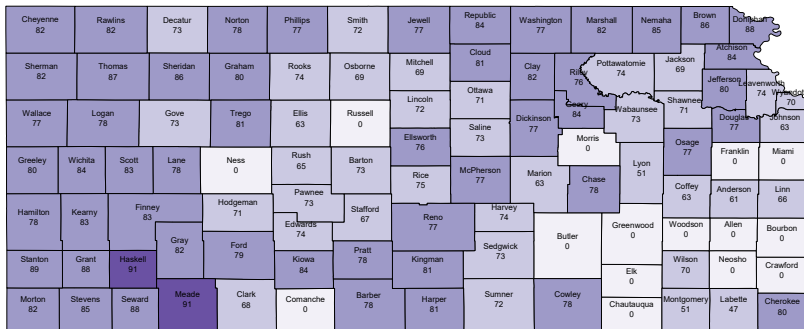 Cheyenne
82
Rawlins
82
Decatur
73
Norton
78
Phillips
77
Smith
72
Jewell
77
Republic
84
Washington
77
Marshall
82
Nemaha
85
Brown
86
Doniphan
88
Sherman
82
Thomas
87
Sheridan
86
Graham
80
Rooks
74
Osborne
69
Mitchell
69
Cloud
81
Clay
82
Riley
76
Pottawatomie
74
Jackson
69
Atchison
84
Jefferson
80
Leavenworth
74
Wyandotte
70
Wallace
77
Logan
78
Gove
73
Trego
81
Ellis
63
Russell
0
Lincoln
72
Ottawa
71
Saline
73
Dickinson
77
Geary
84
Wabaunsee
73
Shawnee
71
Douglas
77
Johnson
63
Greeley
80
Wichita
84
Scott
83
Lane
78
Ness
0
Rush
65
Barton
73
Ellsworth
76
Rice
75
McPherson
77
Marion
63
Morris
0
Chase
78
Lyon
51
Osage
77
Franklin
0
Miami
0
Coffey
63
Anderson
61
Linn
66
Hamilton
78
Kearny
83
Finney
83
Hodgeman
71
Pawnee
73
Edwards
74
Stafford
67
Reno
77
Harvey
74
Sedgwick
73
Butler
0
Greenwood
0
Woodson
0
Allen
0
Bourbon
0
Stanton
89
Grant
88
Haskell
91
Gray
82
Ford
79
Kiowa
84
Pratt
78
Kingman
81
Elk
0
Wilson
70
Neosho
0
Crawford
0
Morton
82
Stevens
85
Seward
88
Meade
91
Clark
68
Comanche
0
Barber
78
Harper
81
Sumner
72
Cowley
78
Chautauqua
0
Montgomery
51
Labette
47
Cherokee
80